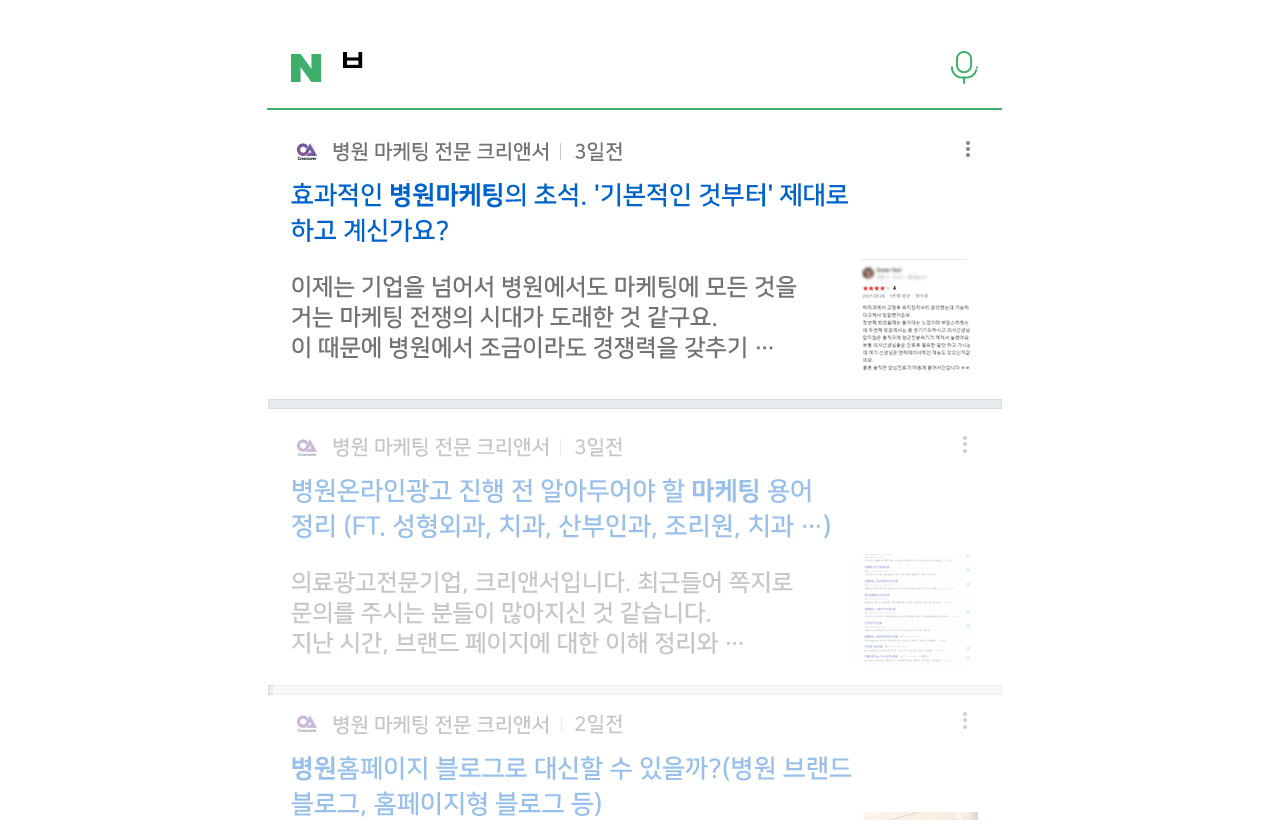 N ㅂ
병원 마케팅 전문 크리앤서 | 3일전
효과적인 병원마케팅의 초석. '기본적인 것부터' 제대로
하고 계신가요?
이제는 기업을 넘어서 병원에서도 마케팅에 모든 것을
거는 마케팅 전쟁의 시대가 도래한 것 같구요.
이 때문에 병원에서 조금이라도 경쟁력을 갖추기 …
병원 마케팅 전문 크리앤서 | 3일전
병원온라인광고 진행 전 알아두어야 할 마케팅 용어
정리 (FT. 성형외과, 치과, 산부인과, 조리원, 치과 …)
의료광고전문기업, 크리앤서입니다. 최근들어 쪽지로
문의를 주시는 분들이 많아지신 것 같습니다.
지난 시간, 브랜드 페이지에 대한 이해 정리와 …
병원 마케팅 전문 크리앤서 | 2일전
병원홈페이지 블로그로 대신할 수 있을까?(병원 브랜드
블로그, 홈페이지형 블로그 등)